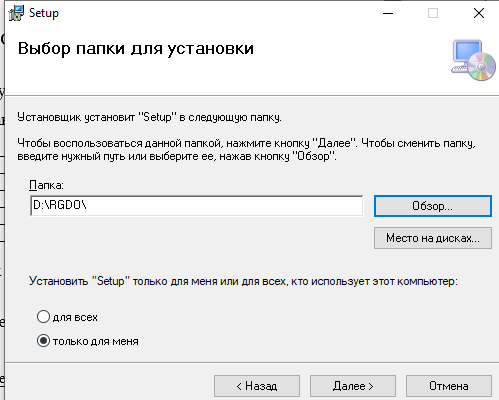 Setup
Выбор папки для установки
Установщик установит "Setup" в следующую папку.
Чтобы воспользоваться данной папкой, нажмите кнопку "Далее". Чтобы сменить папку,
введите нужный путь или выберите ее, нажав кнопку "Обзор".
Папка:
D:\RGDO\
Обзор...
Место на дисках...
Установить "Setup" только для меня или для всех, кто использует этот компьютер:
для всех
только для меня
< Назад
Далее >
Отмена